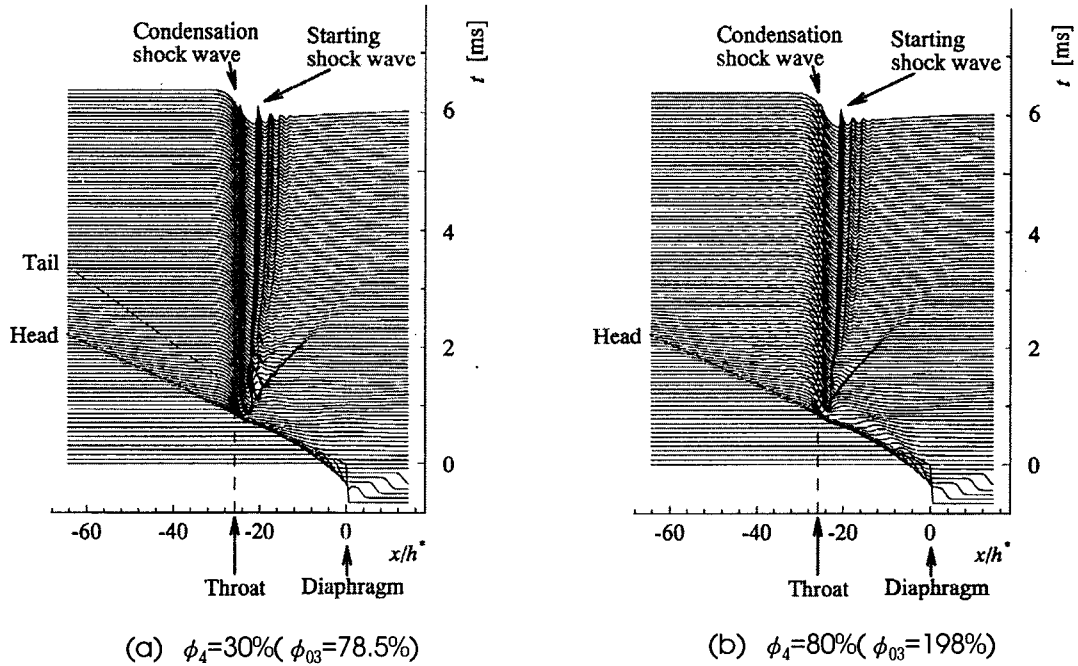 Condensation
shock wave
Starting
shock wave
t [ms]
6
4
2
0
Tail
Head
-60
-40
-20
0
x/h*
Throat
Diaphragm
(a) ϕ₄=30%( ϕ₀₃=78.5%)
Condensation
shock wave
Starting
shock wave
t [ms]
6
4
2
0
Head
-60
-40
-20
0
x/h*
Throat
Diaphragm
(b) ϕ₄=80%( ϕ₀₃=198%)